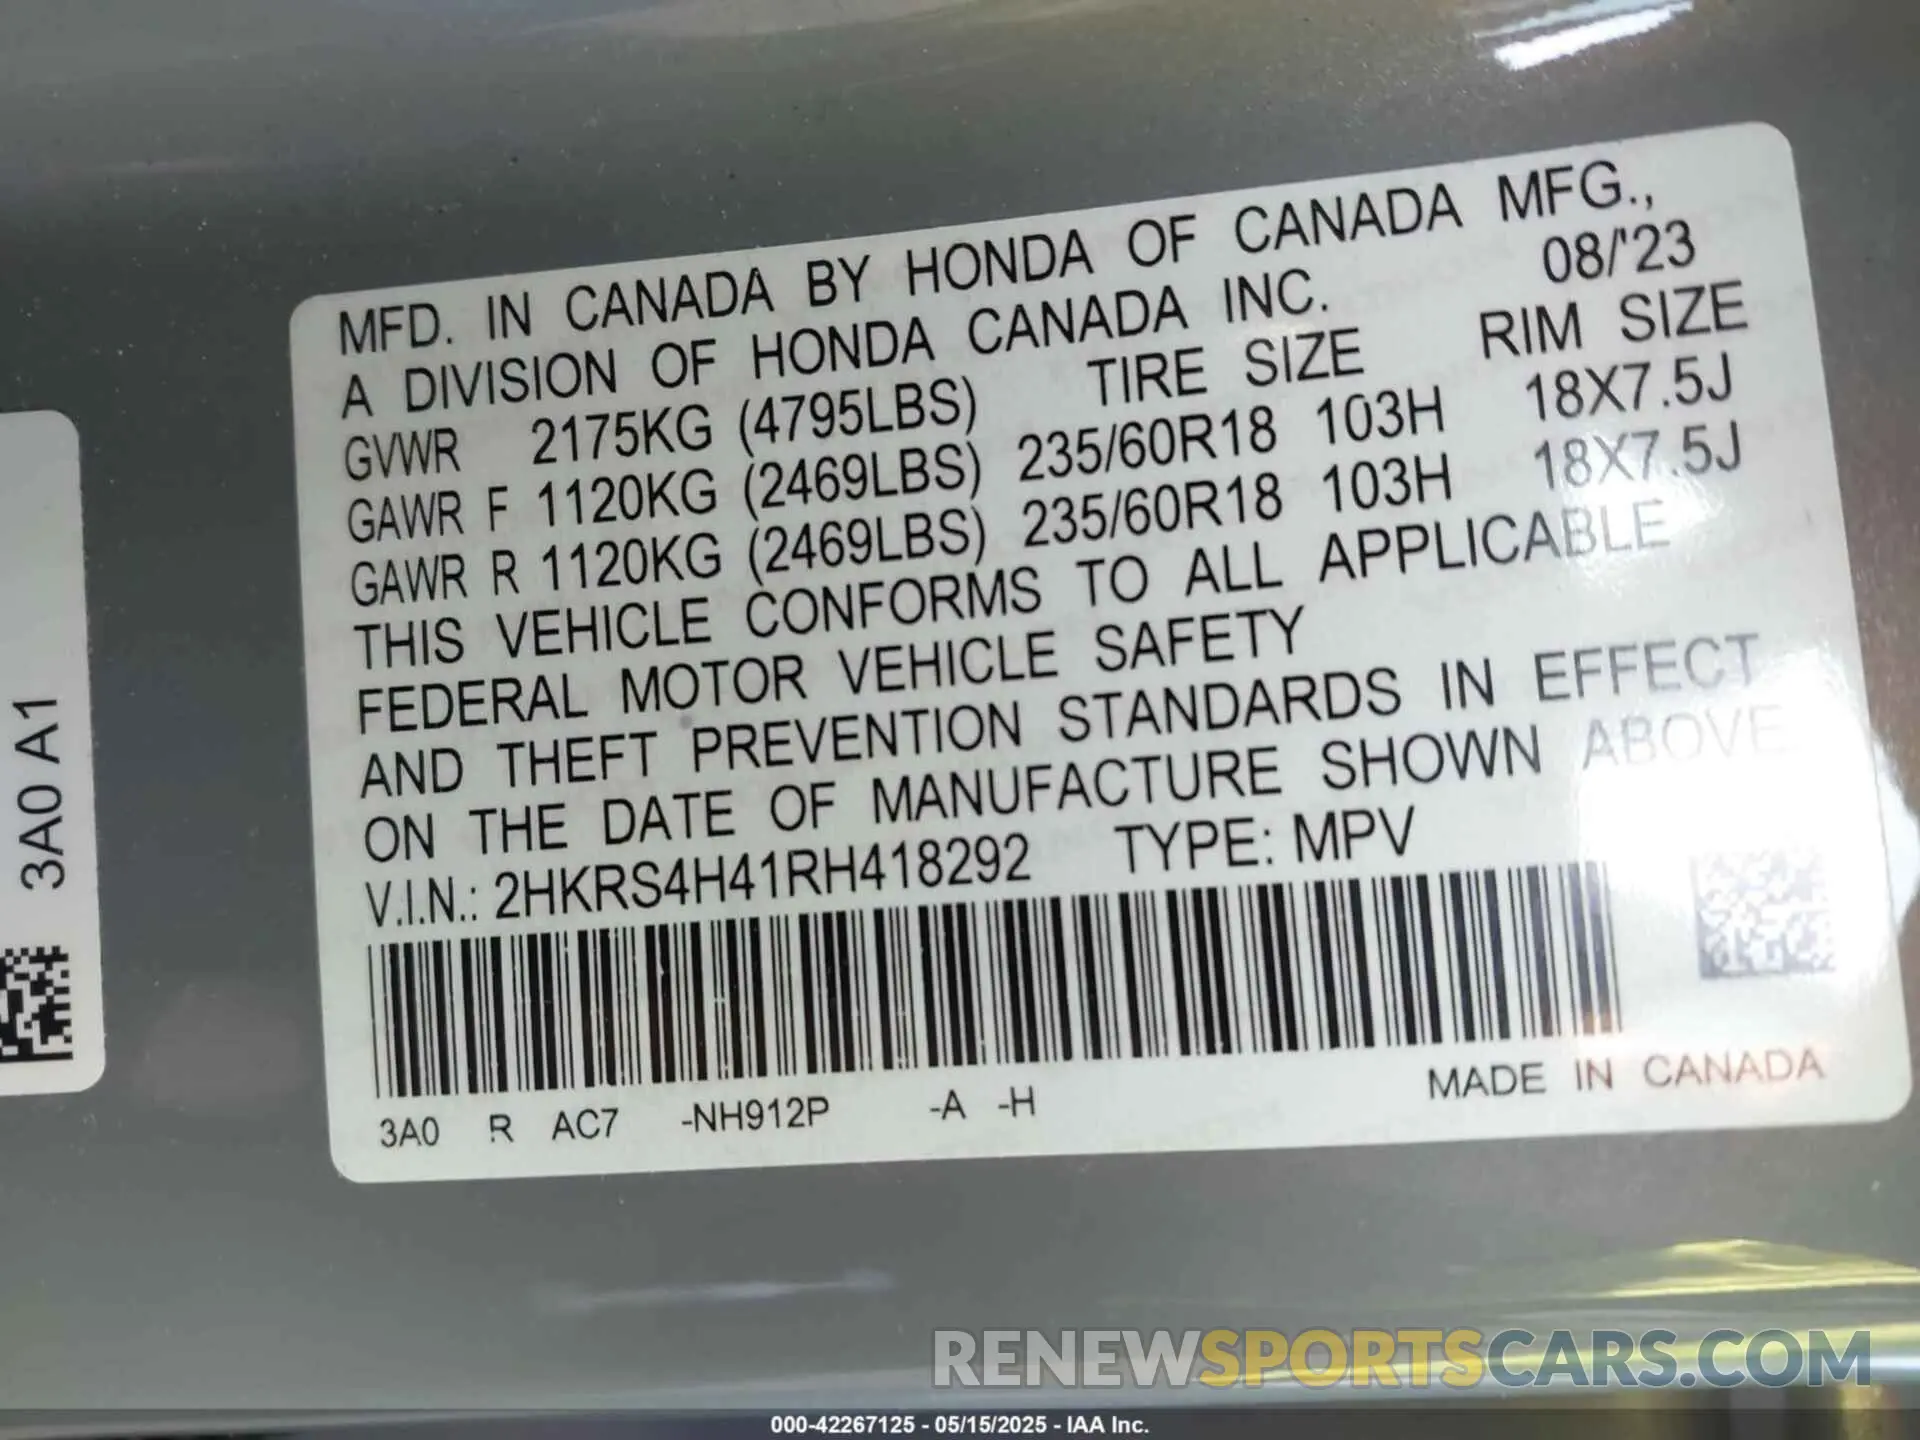 MFD. IN CANADA BY HONDA OF CANADA MFG.,
A DIVISION OF HONDA CANADA INC. 08/'23
GVWR 2175KG (4795LBS) TIRE SIZE RIM SIZE
GAWR F 1120KG (2469LBS) 235/60R18 103H 18X7.5J
GAWR R 1120KG (2469LBS) 235/60R18 103H 18X7.5J
THIS VEHICLE CONFORMS TO ALL APPLICABLE
FEDERAL MOTOR VEHICLE SAFETY
AND THEFT PREVENTION STANDARDS IN EFFECT
ON THE DATE OF MANUFACTURE SHOWN ABOVE
V.I.N.: 2HKRS4H41RH418292 TYPE: MPV
3A0 R AC7 -NH912P -A -H MADE IN CANADA
3A0 A1
RENEWSPORTSCARS.COM
000-42267125 - 05/15/2025 - IAA Inc.